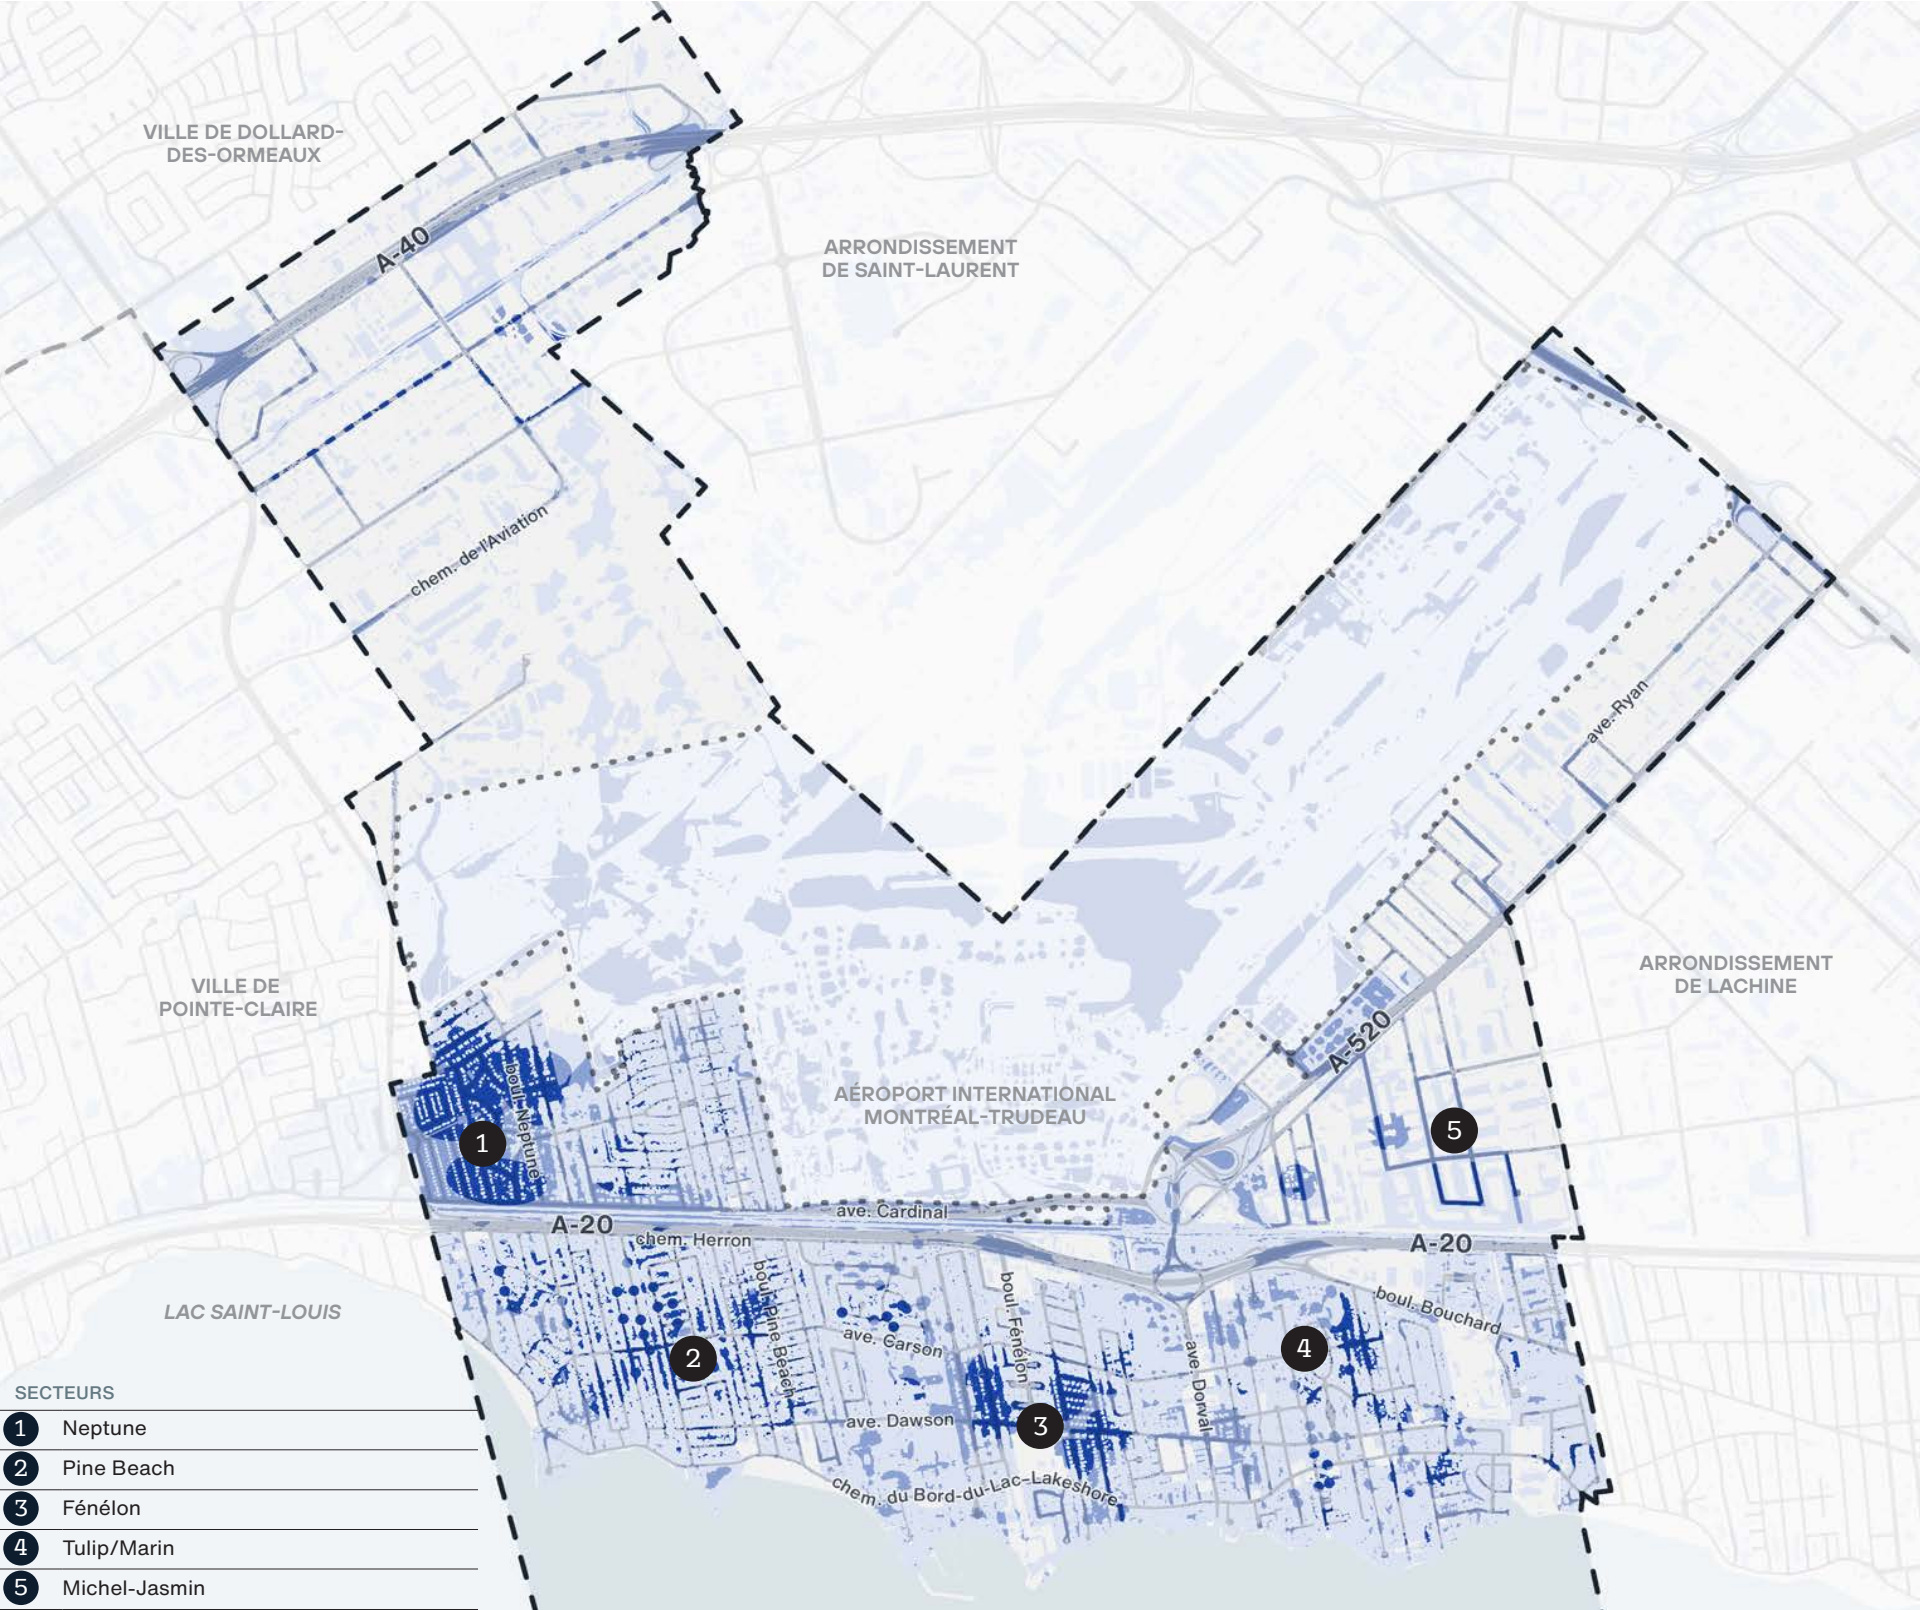 VILLE DE DOLLARD-
DES-ORMEAUX
A-40
ARRONDISSEMENT
DE SAINT-LAURENT
chem. de l'Aviation
ave. Ryan
VILLE DE
POINTE-CLAIRE
ARRONDISSEMENT
DE LACHINE
A-520
AÉROPORT INTERNATIONAL
MONTRÉAL-TRUDEAU
boul. Neptune
1
5
ave. Cardinal
A-20
chem. Herron
A-20
LAC SAINT-LOUIS
boul. Pine Beach
boul. Fénélon
boul. Bouchard
ave. Carson
ave. Dorval
2
4
ave. Dawson
3
chem. du Bord-du-Lac-Lakeshore
SECTEURS
1 Neptune
2 Pine Beach
3 Fénélon
4 Tulip/Marin
5 Michel-Jasmin